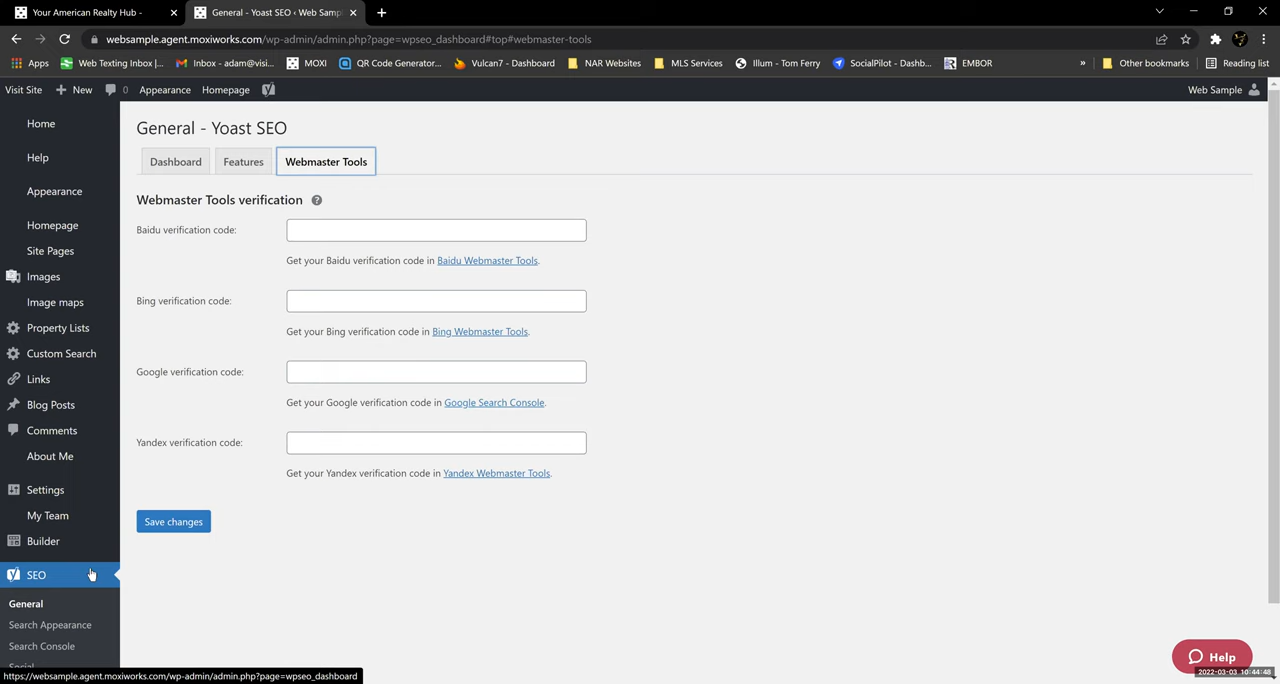 Your American Realty Hub -
General - Yoast SEO ‹ Web Samp
websample.agent.moxiworks.com/wp-admin/admin.php?page=wpseo_dashboard#top#webmaster-tools
Apps
Web Texting Inbox |...
Inbox - adam@visi...
MOXI
QR Code Generator...
Vulcan7 - Dashboard
NAR Websites
MLS Services
Illum - Tom Ferry
SocialPilot - Dashb...
EMBOR
»
Other bookmarks
Reading list
Visit Site
New
0
Appearance
Homepage
Web Sample
Home
Help
Appearance
Homepage
Site Pages
Images
Image maps
Property Lists
Custom Search
Links
Blog Posts
Comments
About Me
Settings
My Team
Builder
SEO
General
Search Appearance
Search Console
Social
General - Yoast SEO
Dashboard
Features
Webmaster Tools
Webmaster Tools verification
Baidu verification code:
Get your Baidu verification code in Baidu Webmaster Tools.
Bing verification code:
Get your Bing verification code in Bing Webmaster Tools.
Google verification code:
Get your Google verification code in Google Search Console.
Yandex verification code:
Get your Yandex verification code in Yandex Webmaster Tools.
Save changes
Help
2022-03-03 10:44:48
https://websample.agent.moxiworks.com/wp-admin/admin.php?page=wpseo_dashboard